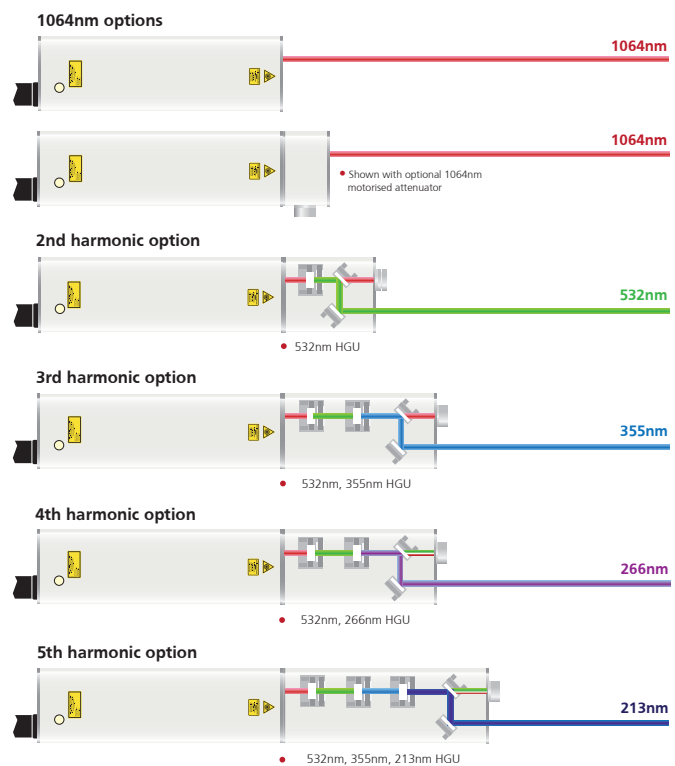 1064nm options
1064nm
1064nm
• Shown with optional 1064nm
motorised attenuator
2nd harmonic option
532nm
• 532nm HGU
3rd harmonic option
355nm
• 532nm, 355nm HGU
4th harmonic option
266nm
• 532nm, 266nm HGU
5th harmonic option
213nm
• 532nm, 355nm, 213nm HGU